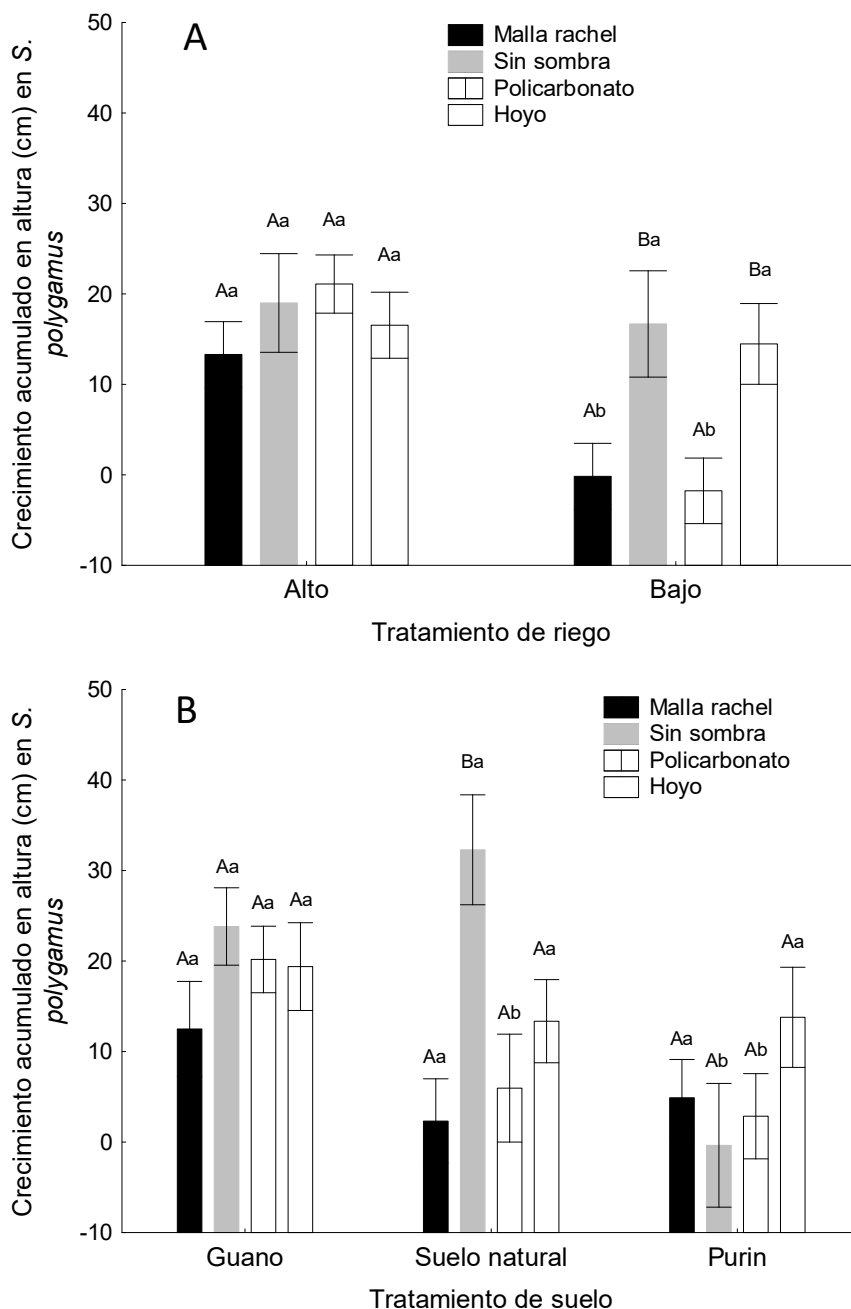 A
Malla rachel
Sin sombra
Policarbonato
Hoyo
Crecimiento acumulado en altura (cm) en S.
polygamus
50
40
30
20
10
0
-10
Aa
Aa
Aa
Aa
Ab
Ba
Ab
Ba
Alto
Bajo
Tratamiento de riego
B
Malla rachel
Sin sombra
Policarbonato
Hoyo
Crecimiento acumulado en altura (cm) en S.
polygamus
50
40
30
20
10
0
-10
Aa
Aa
Aa
Aa
Aa
Ba
Ab
Aa
Aa
Ab
Ab
Aa
Guano
Suelo natural
Purin
Tratamiento de suelo